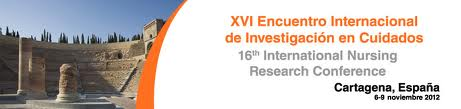 XVI Encuentro Internacional
de Investigación en Cuidados
16th International Nursing
Research Conference
Cartagena, España
6-9 noviembre 2012